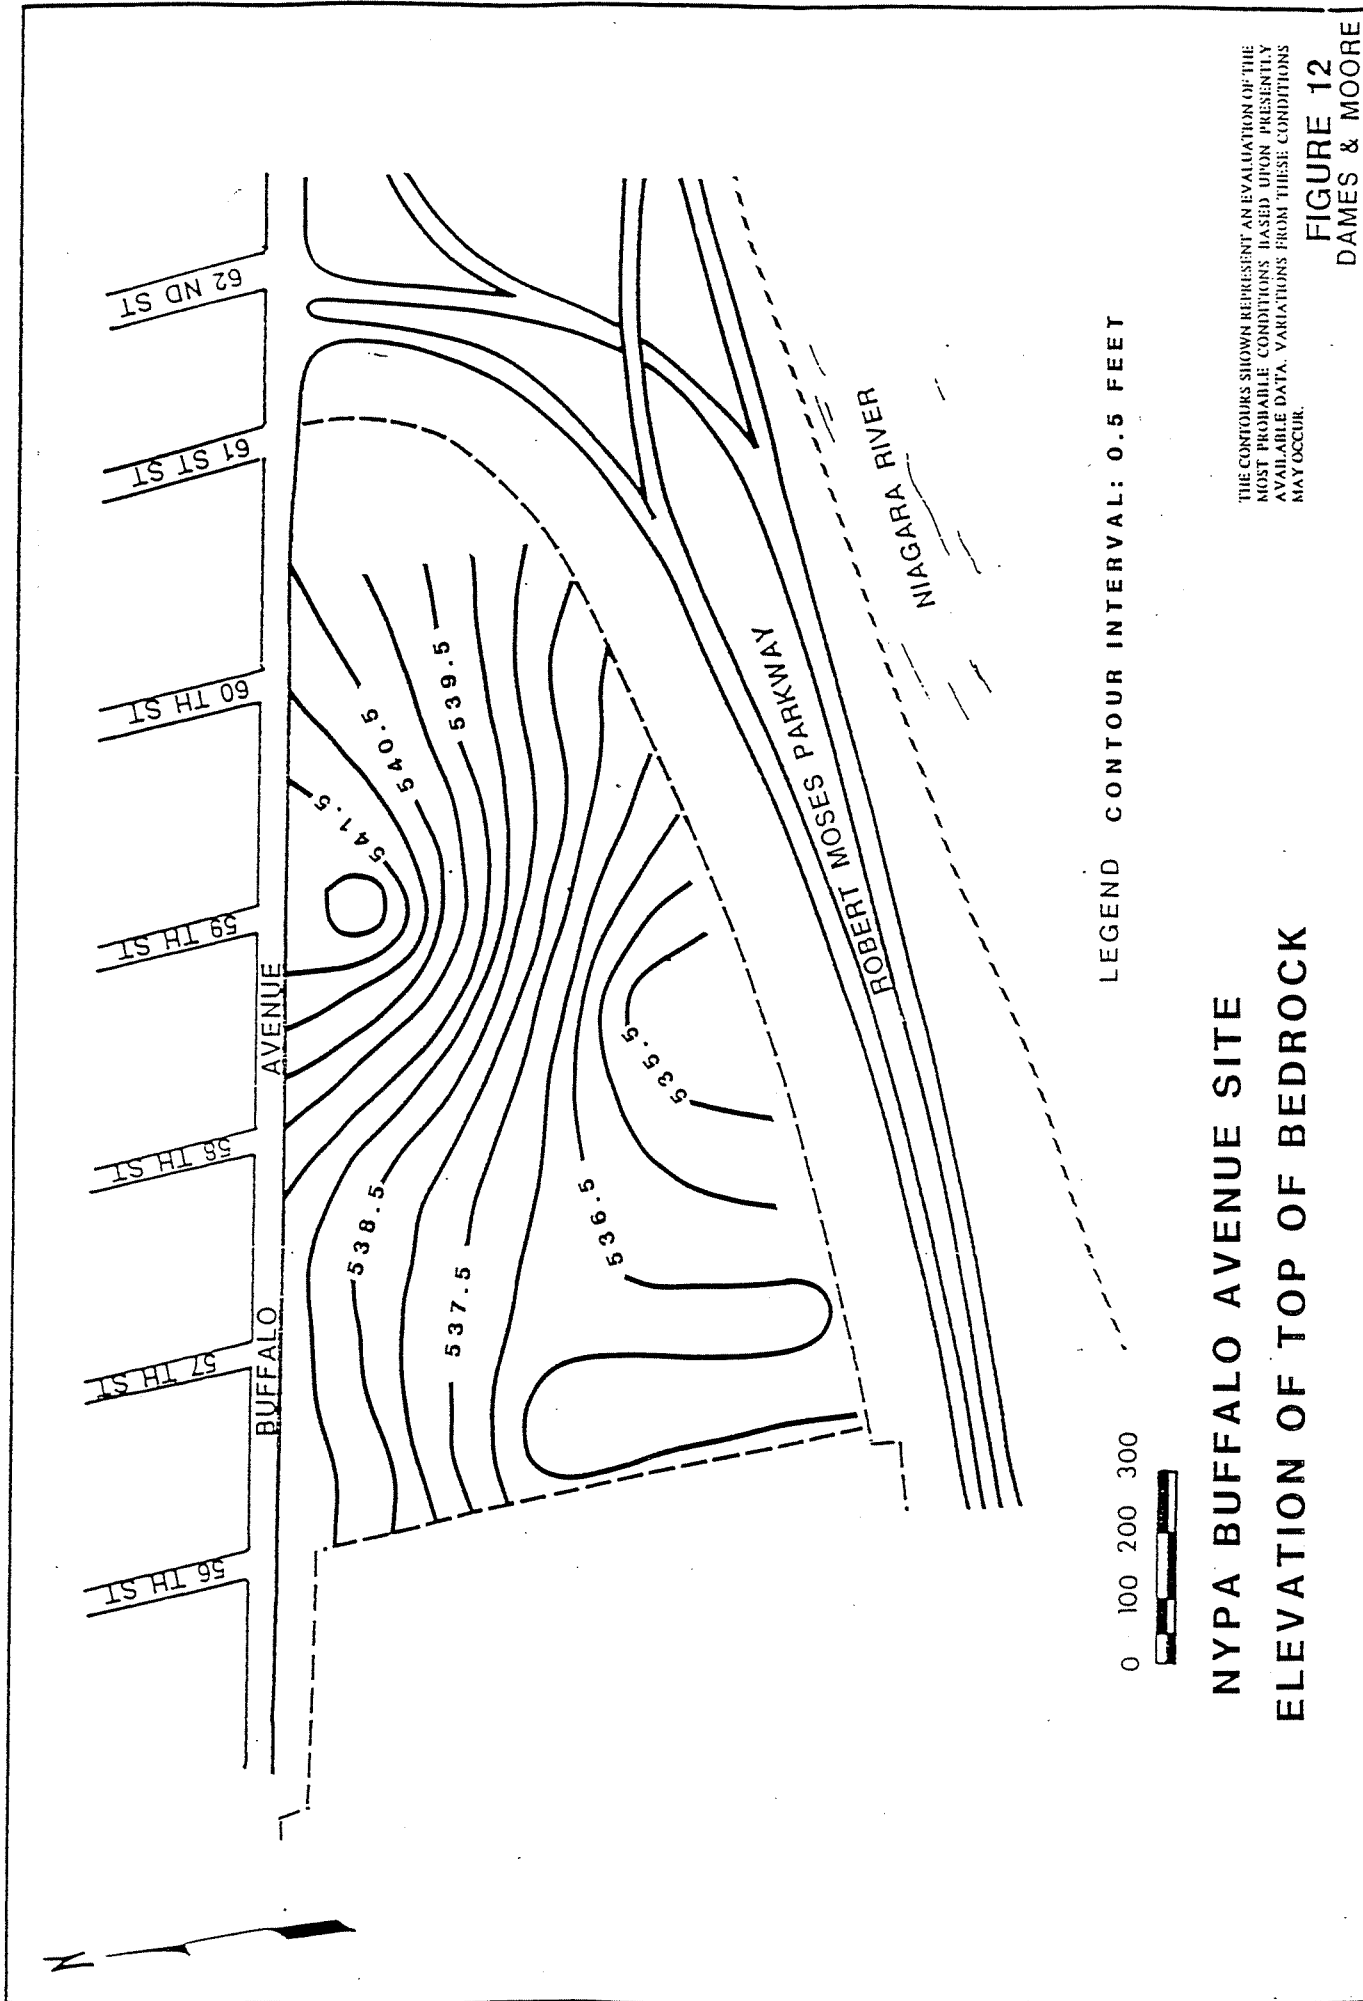 N
56 TH ST
57 TH ST
58 TH ST
59 TH ST
60 TH ST
61 ST ST
62 ND ST
BUFFALO AVENUE
541.5
540.5
539.5
538.5
537.5
536.5
535.5
ROBERT MOSES PARKWAY
NIAGARA RIVER
LEGEND CONTOUR INTERVAL: 0.5 FEET
0 100 200 300
NYPA BUFFALO AVENUE SITE
ELEVATION OF TOP OF BEDROCK
THE CONTOURS SHOWN REPRESENT AN EVALUATION OF THE
MOST PROBABLE CONDITIONS BASED UPON PRESENTLY
AVAILABLE DATA. VARIATIONS FROM THESE CONDITIONS
MAY OCCUR.
FIGURE 12
DAMES & MOORE